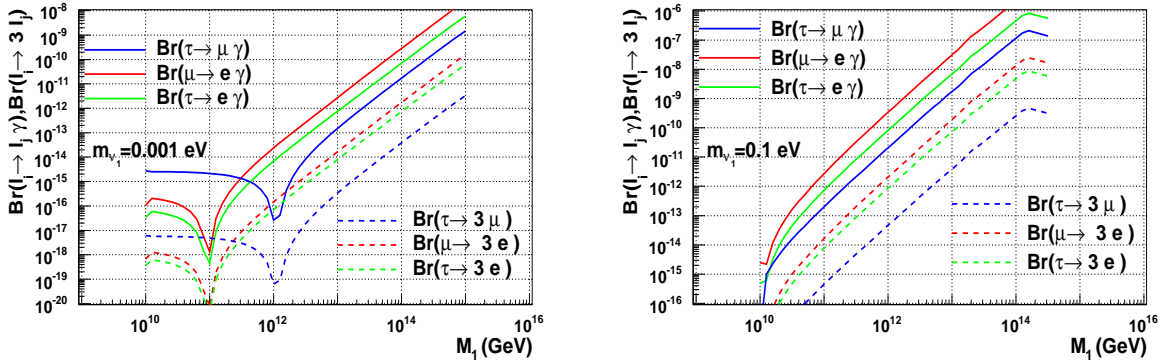 Br(l_i → l_j γ),Br(l_i → 3 l_j)
10^-8
10^-9
10^-10
10^-11
10^-12
10^-13
10^-14
10^-15
10^-16
10^-17
10^-18
10^-19
10^-20
Br(τ→ μ γ)
Br(μ→ e γ)
Br(τ→ e γ)
m_ν_1=0.001 eV
Br(τ→ 3 μ )
Br(μ→ 3 e )
Br(τ→ 3 e )
10^10
10^12
10^14
10^16
M_1 (GeV)
Br(l_i → l_j γ),Br(l_i → 3 l_j)
10^-6
10^-7
10^-8
10^-9
10^-10
10^-11
10^-12
10^-13
10^-14
10^-15
10^-16
Br(τ→ μ γ)
Br(μ→ e γ)
Br(τ→ e γ)
m_ν_1=0.1 eV
Br(τ→ 3 μ )
Br(μ→ 3 e )
Br(τ→ 3 e )
10^10
10^12
10^14
10^16
M_1 (GeV)